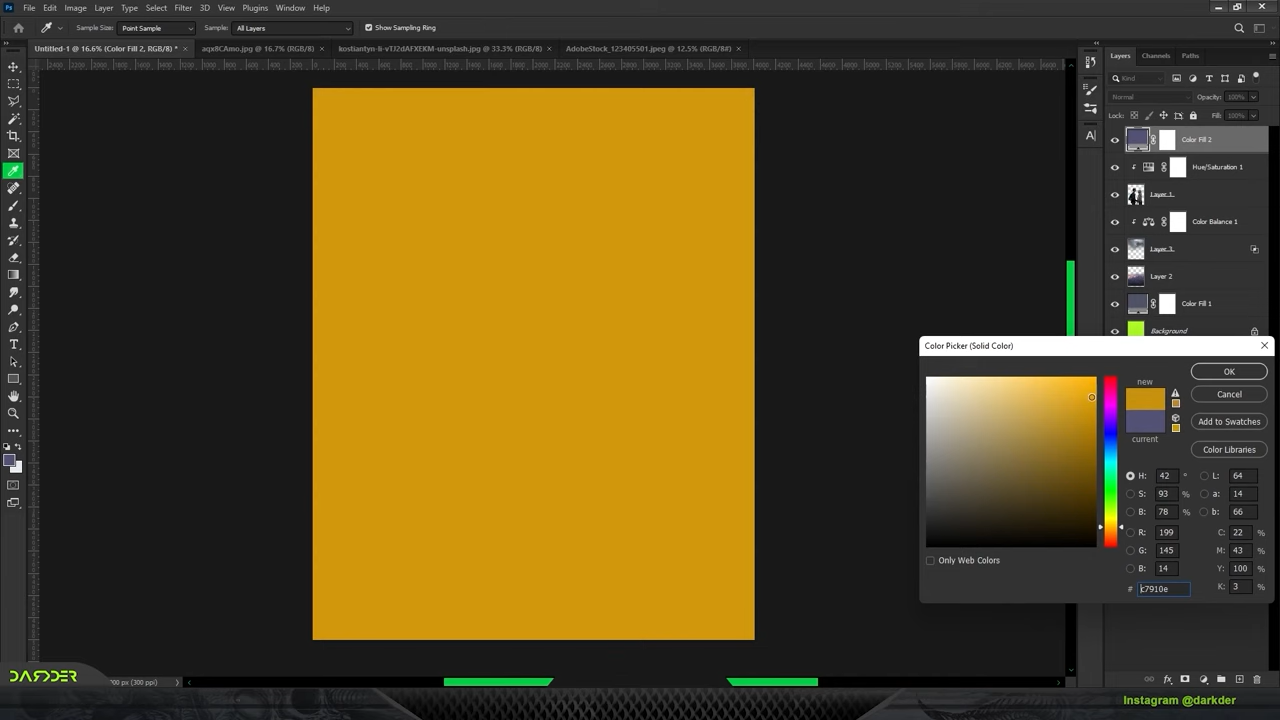 Ps File Edit Image Layer Type Select Filter 3D View Plugins Window Help
Sample Size: Point Sample Sample: All Layers Show Sampling Ring
Untitled-1 @ 16.6% (Color Fill 2, RGB/8) * × aqx8CAmo.jpg @ 16.7% (RGB/8) × kostiantyn-li-vTJ2dAFXEKM-unsplash.jpg @ 33.3% (RGB/8) × AdobeStock_123405501.jpeg @ 12.5% (RGB/8#) ×
Layers Channels Paths
Kind
Normal Opacity: 100%
Lock: Fill: 100%
Color Fill 2
Hue/Saturation 1
Layer 1
Color Balance 1
Layer 3
Layer 2
Color Fill 1
Background
Color Picker (Solid Color)
new
current
OK
Cancel
Add to Swatches
Color Libraries
H: 42 ° L: 64
S: 93 % a: 14
B: 78 % b: 66
R: 199 C: 22 %
G: 145 M: 43 %
B: 14 Y: 100 %
# c7910e K: 3 %
Only Web Colors
DARKDER
(300 ppi)
Instagram @darkder